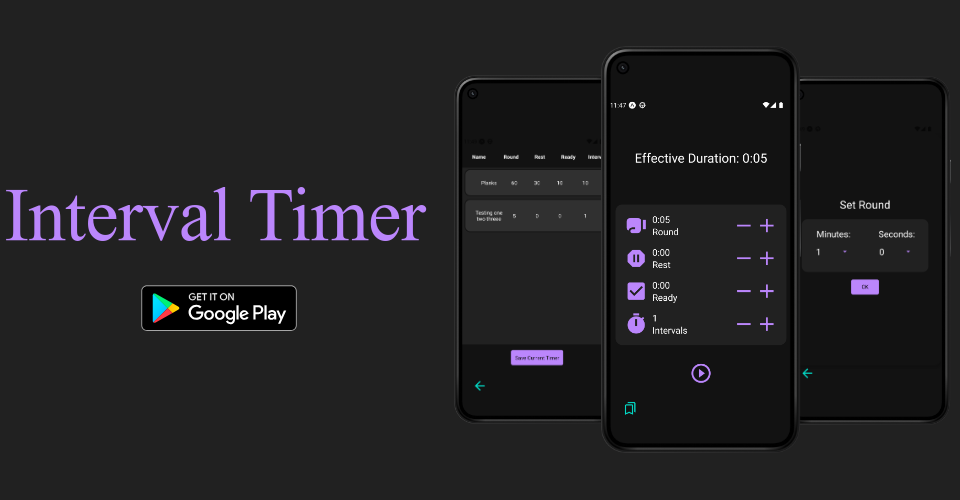 Interval Timer
GET IT ON
Google Play
Name Round Rest Ready Interv
Planks 60 30 10 10
Testing one
two threee 5 0 0 1
Save Current Timer
11:47
Effective Duration: 0:05
0:05
Round
0:00
Rest
0:00
Ready
1
Intervals
Set Round
Minutes: Seconds:
1 0
OK